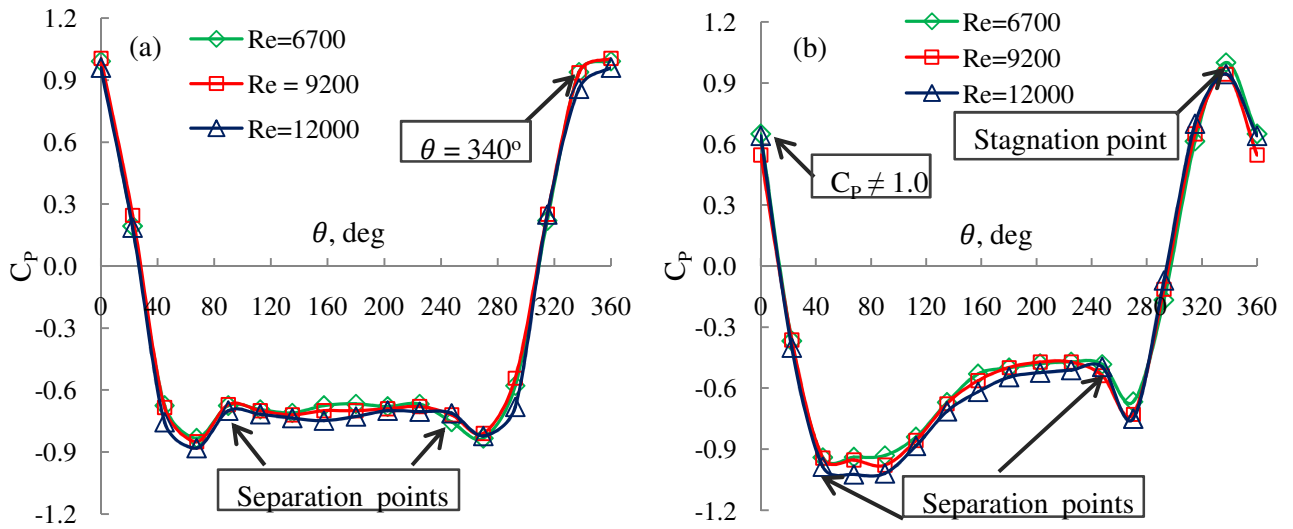 (a)
Re=6700
Re = 9200
Re=12000
1.2
0.9
0.6
0.3
0.0
-0.3
-0.6
-0.9
-1.2
C_P
θ = 340º
θ, deg
0 40 80 120 160 200 240 280 320 360
Separation points
(b)
Re=6700
Re=9200
Re=12000
1.2
0.9
0.6
0.3
0.0
-0.3
-0.6
-0.9
-1.2
C_P
Stagnation point
C_P ≠ 1.0
θ, deg
0 40 80 120 160 200 240 280 320 360
Separation points